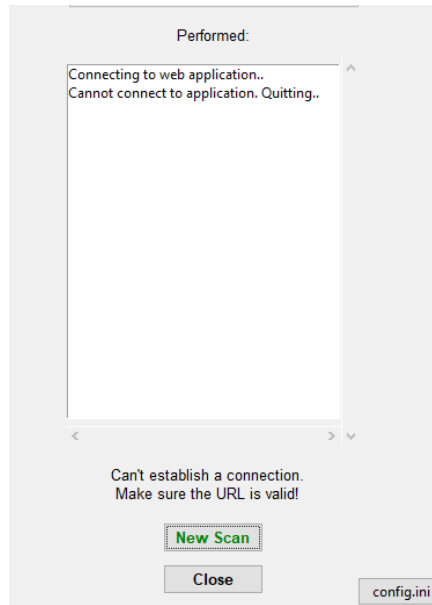 Performed:
Connecting to web application..
Cannot connect to application. Quitting..
Can't establish a connection.
Make sure the URL is valid!
New Scan
Close
config.ini